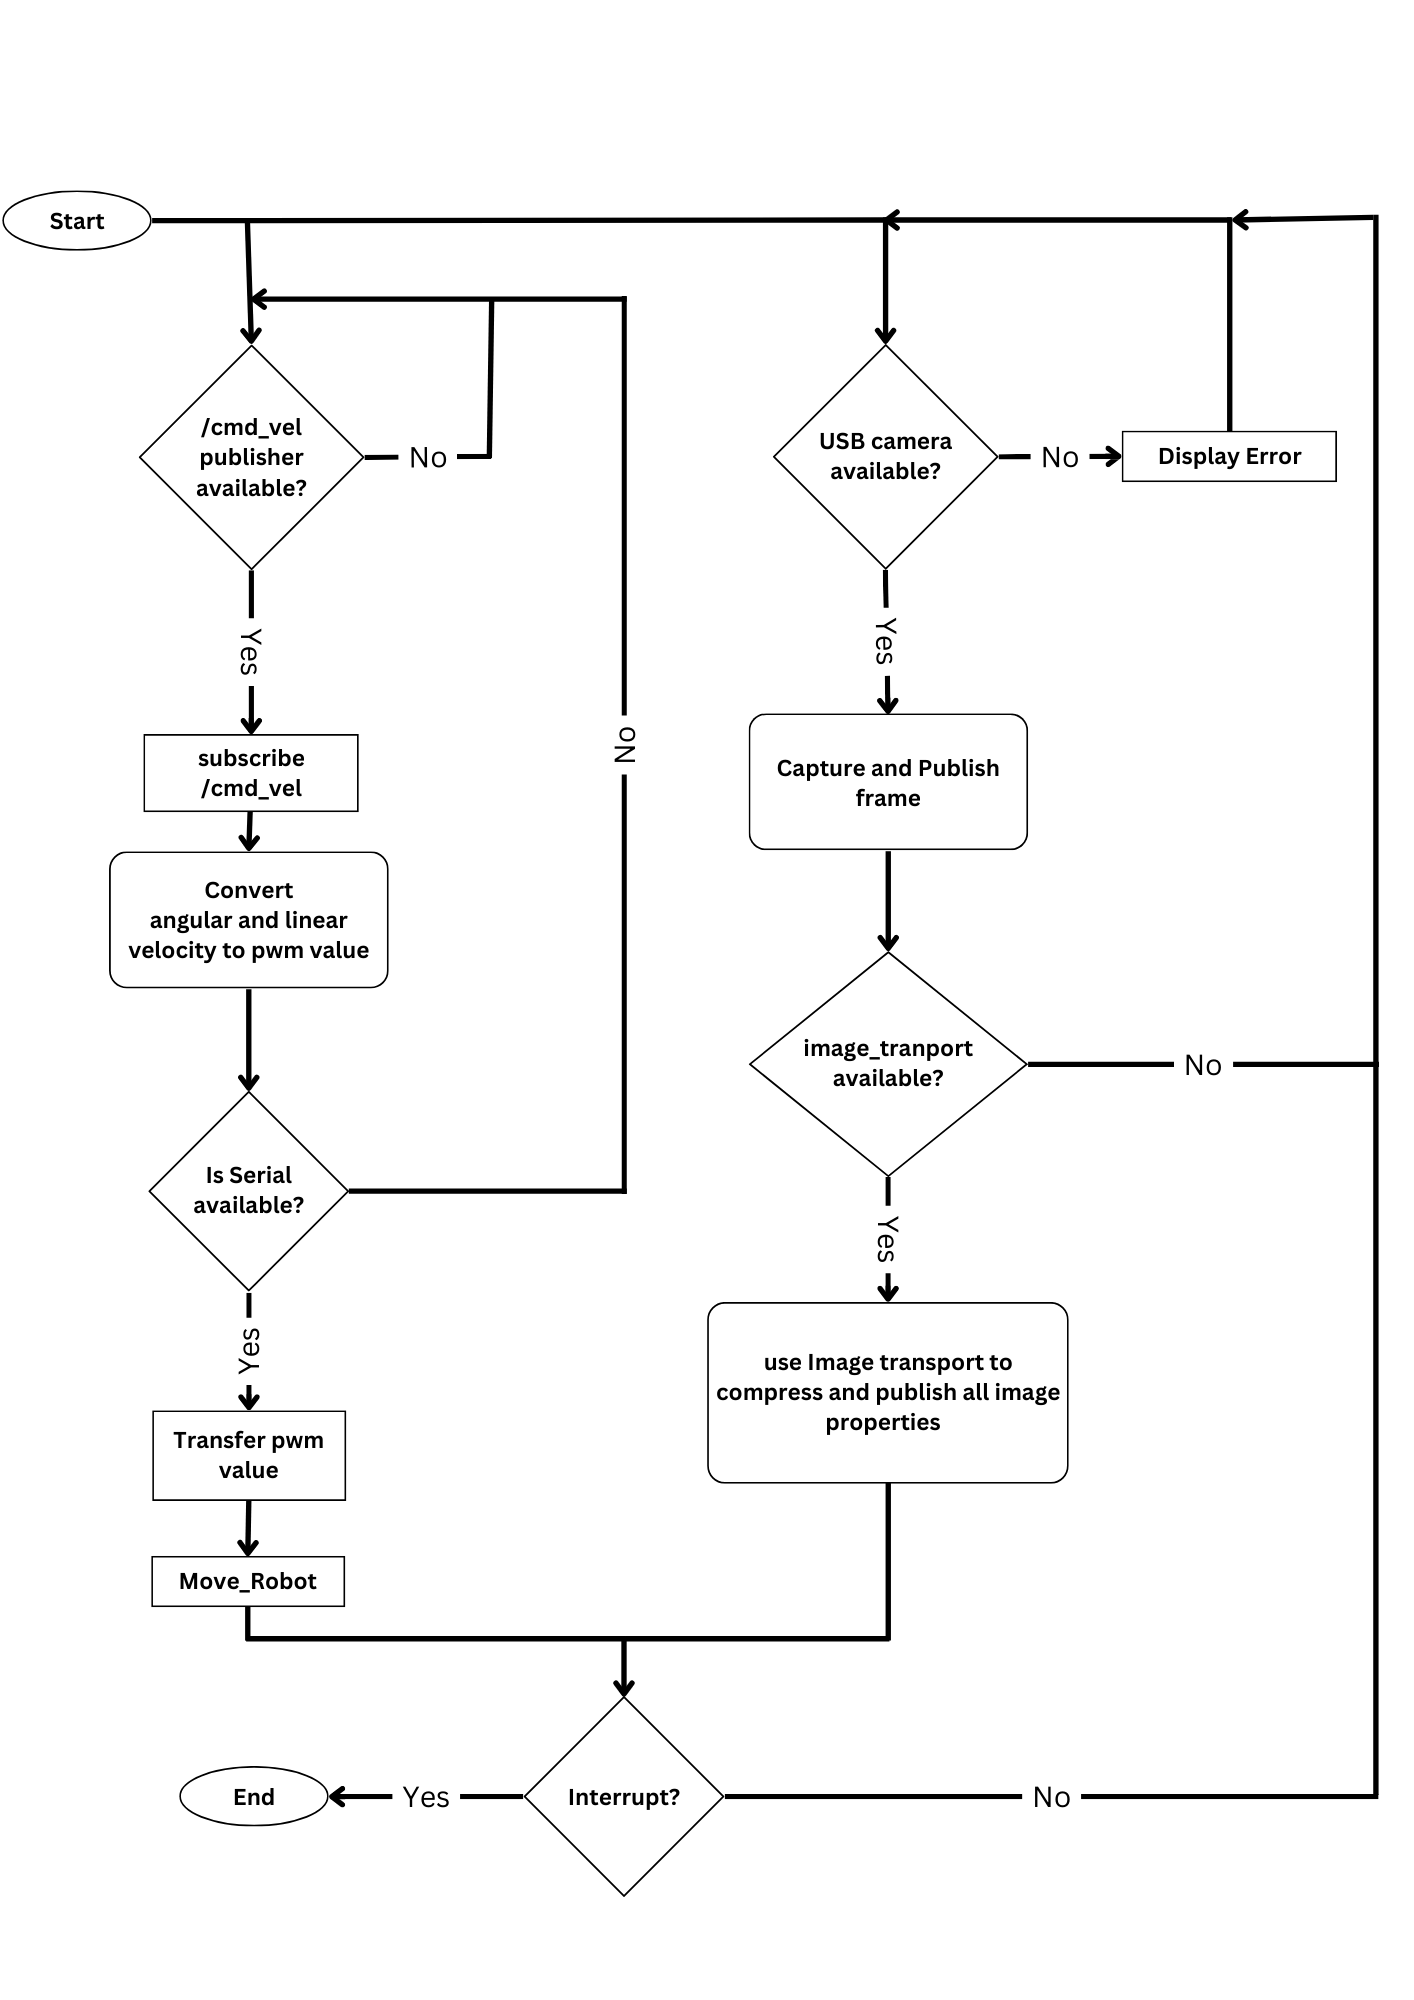 Start
/cmd_vel
publisher
available?
No
Yes
subscribe
/cmd_vel
Convert
angular and linear
velocity to pwm value
Is Serial
available?
No
Yes
Transfer pwm
value
Move_Robot
USB camera
available?
No
Display Error
Yes
Capture and Publish
frame
image_tranport
available?
No
Yes
use Image transport to
compress and publish all image
properties
Interrupt?
Yes
End
No